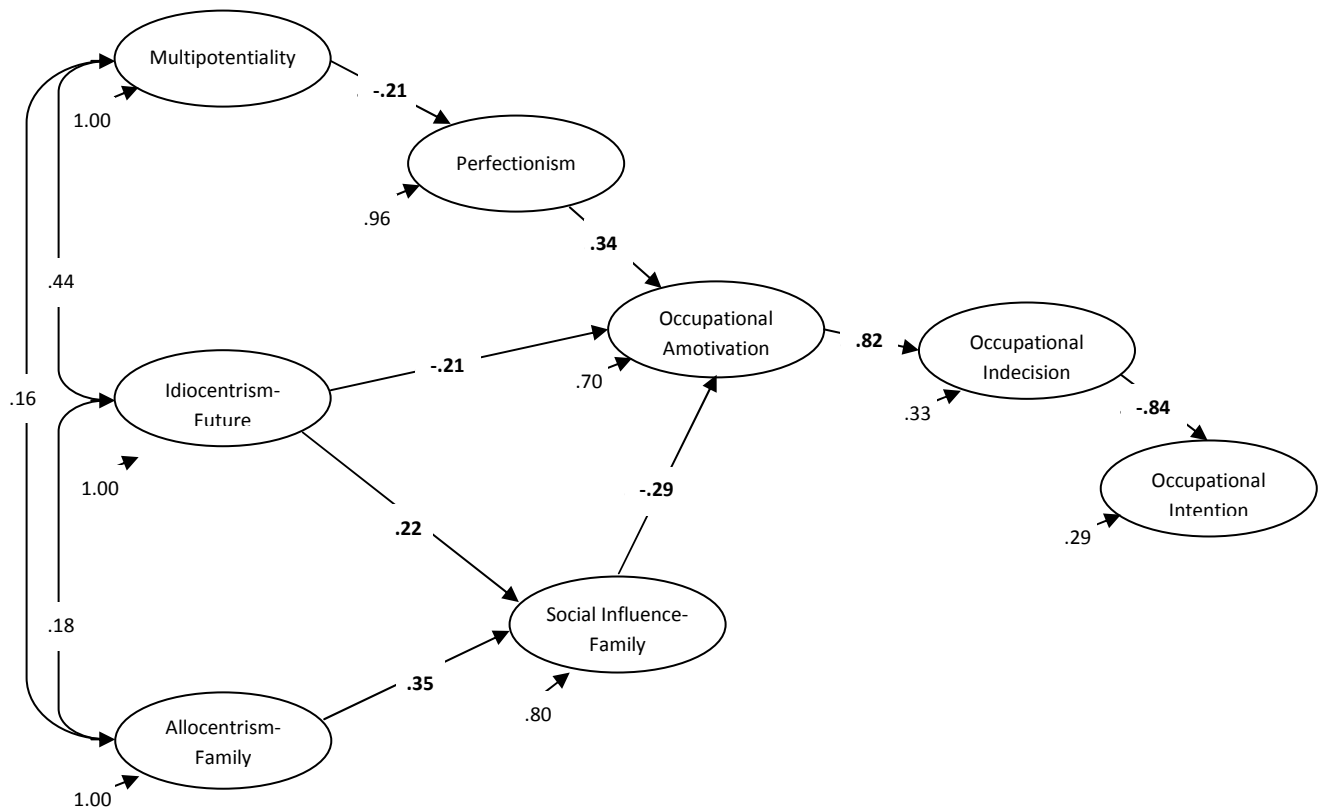 Multipotentiality
1.00
-.21
Perfectionism
.96
.34
.44
.16
Idiocentrism-
Future
1.00
-.21
.22
Occupational
Amotivation
.70
.82
Occupational
Indecision
.33
-.84
Occupational
Intention
.29
-.29
Social Influence-
Family
.80
.18
.35
Allocentrism-
Family
1.00